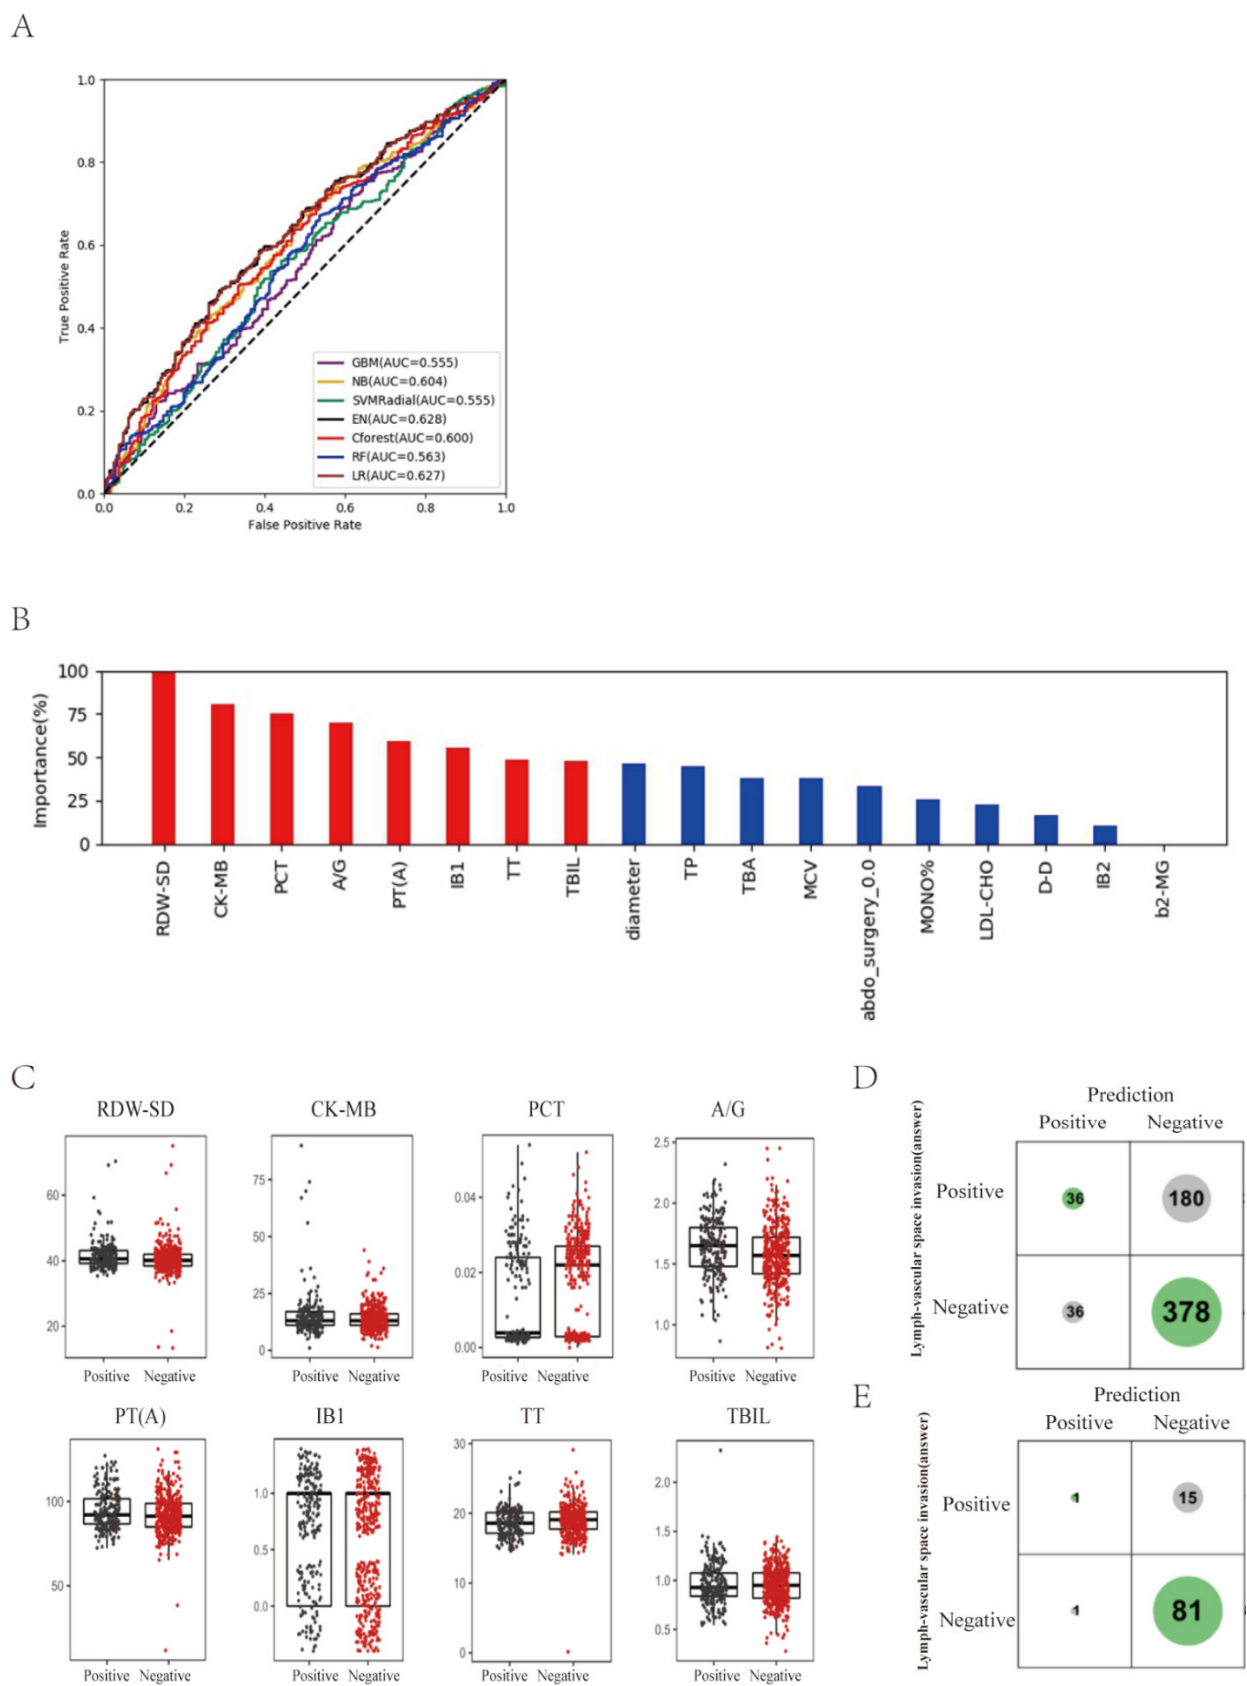 A
1.0
0.8
0.6
0.4
0.2
0.0
True Positive Rate
GBM(AUC=0.555)
NB(AUC=0.604)
SVMRadial(AUC=0.555)
EN(AUC=0.628)
Cforest(AUC=0.600)
RF(AUC=0.563)
LR(AUC=0.627)
0.0 0.2 0.4 0.6 0.8 1.0
False Positive Rate
B
100
75
50
25
0
Importance(%)
RDW-SD
CK-MB
PCT
A/G
PT(A)
IB1
TT
TBIL
diameter
TP
TBA
MCV
abdo_surgery_0.0
MONO%
LDL-CHO
D-D
IB2
b2-MG
C
RDW-SD
60
40
20
Positive Negative
CK-MB
75
50
25
0
Positive Negative
PCT
0.04
0.02
0.00
Positive Negative
A/G
2.5
2.0
1.5
1.0
Positive Negative
PT(A)
100
50
Positive Negative
IB1
1.0
0.5
0.0
Positive Negative
TT
30
20
10
0
Positive Negative
TBIL
2.0
1.5
1.0
0.5
Positive Negative
D
Prediction
Positive Negative
Lymph-vascular space invasion(answer)
Positive
36 180
Negative
36 378
E
Prediction
Positive Negative
Lymph-vascular space invasion(answer)
Positive
1 15
Negative
1 81